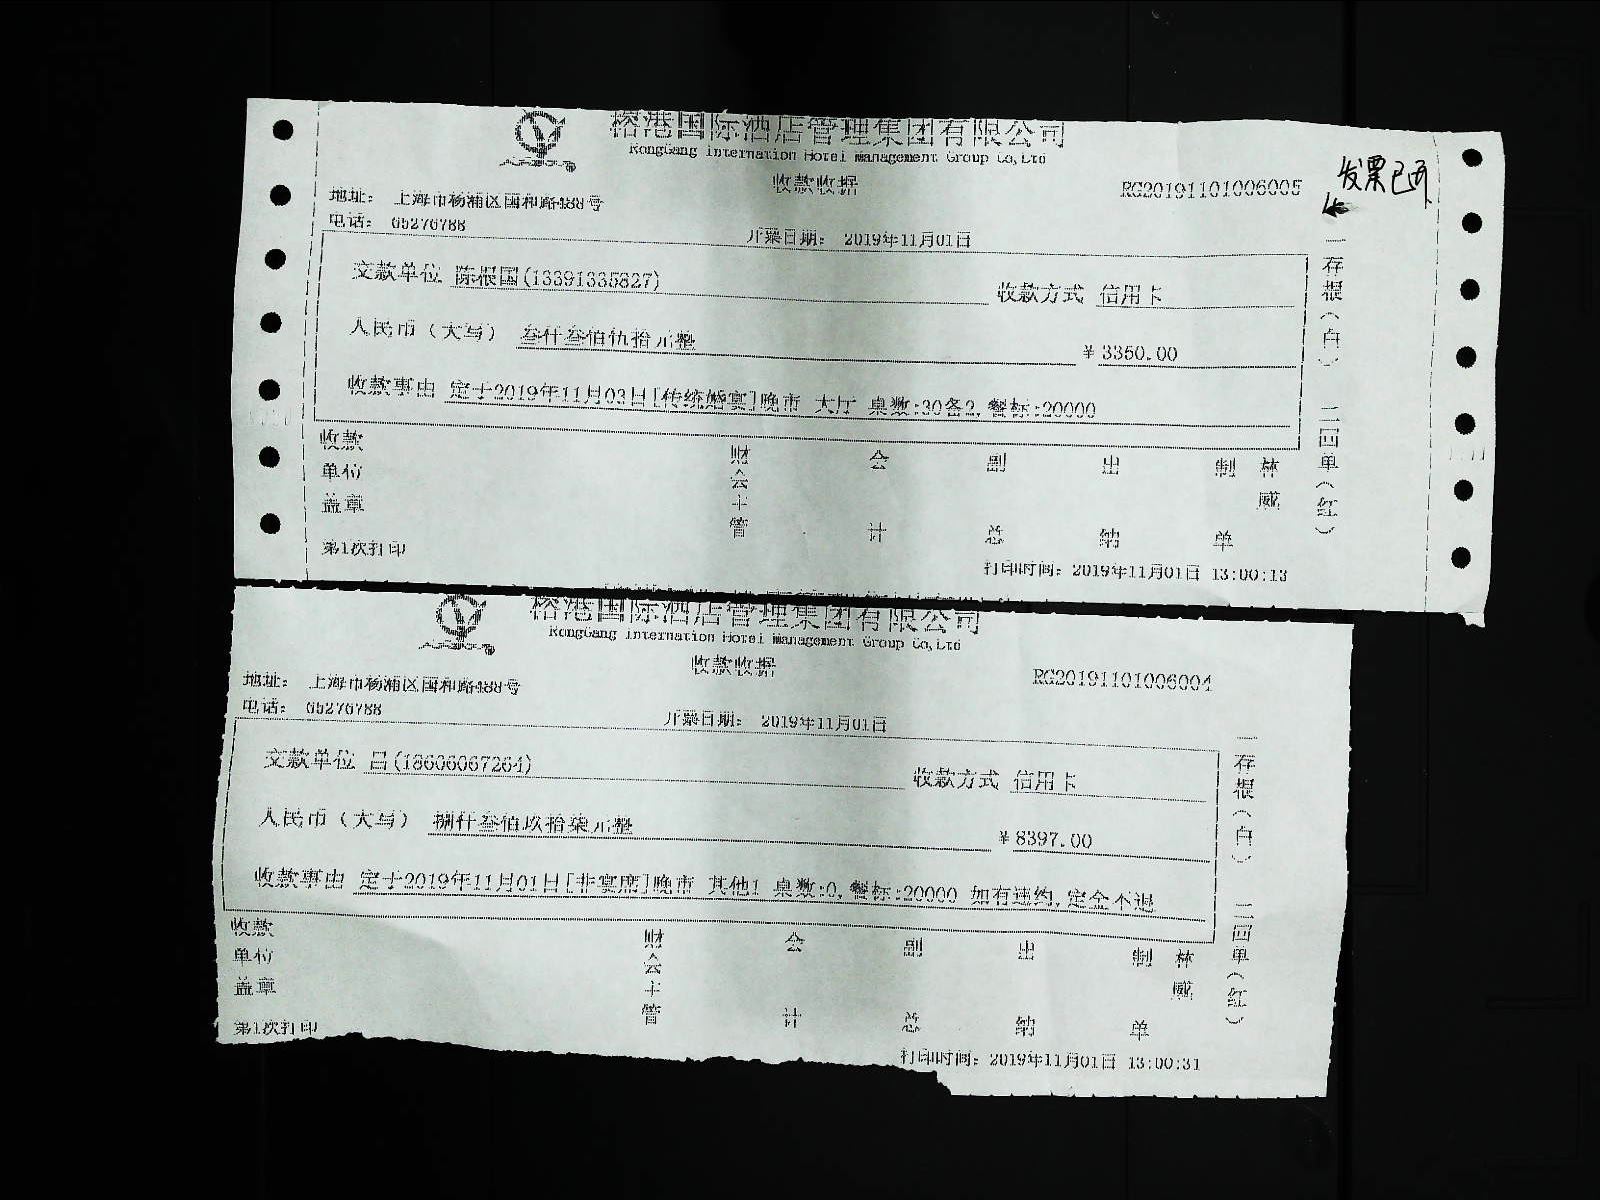 榕港国际酒店管理集团有限公司
RongGang International Hotel Management Group Co,Ltd
收款收据
RG20191101006005
发票已开
地址： 上海市杨浦区国和路488号
电话： 65276788
开票日期： 2019年11月01日
交款单位 陈根国(13391335827)
收款方式 信用卡
人民币（大写） 叁仟叁佰伍拾元整
¥ 3350.00
收款事由 定于2019年11月03日[传统婚宴]晚市 大厅 桌数:30备2,餐标:20000
一存根（白） 二回单（红）
收款单位盖章
财会主管
会计
副总
出纳
制单
林威
第1次打印
打印时间： 2019年11月01日 13:00:13
榕港国际酒店管理集团有限公司
RongGang International Hotel Management Group Co,Ltd
收款收据
RG20191101006004
地址： 上海市杨浦区国和路488号
电话： 65276788
开票日期： 2019年11月01日
交款单位 吕(18606067264)
收款方式 信用卡
人民币（大写） 捌仟叁佰玖拾柒元整
¥ 8397.00
收款事由 定于2019年11月01日[非宴席]晚市 其他1 桌数:0,餐标:20000 如有违约,定金不退
一存根（白） 二回单（红）
收款单位盖章
财会主管
会计
副总
出纳
制单
林威
第1次打印
打印时间： 2019年11月01日 13:00:31